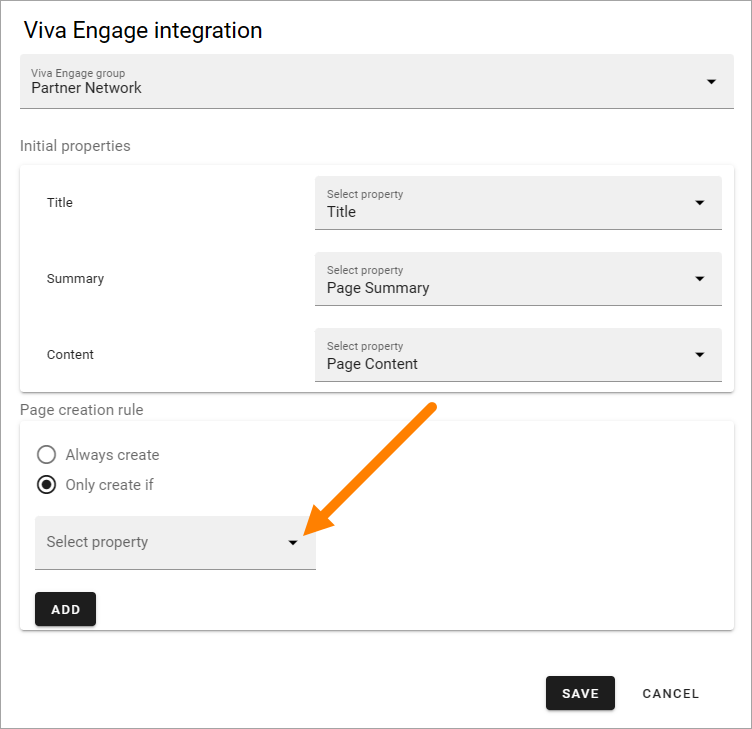 Viva Engage integration
Viva Engage group
Partner Network
Initial properties
Title
Select property
Title
Summary
Select property
Page Summary
Content
Select property
Page Content
Page creation rule
Always create
Only create if
Select property
ADD
SAVE
CANCEL